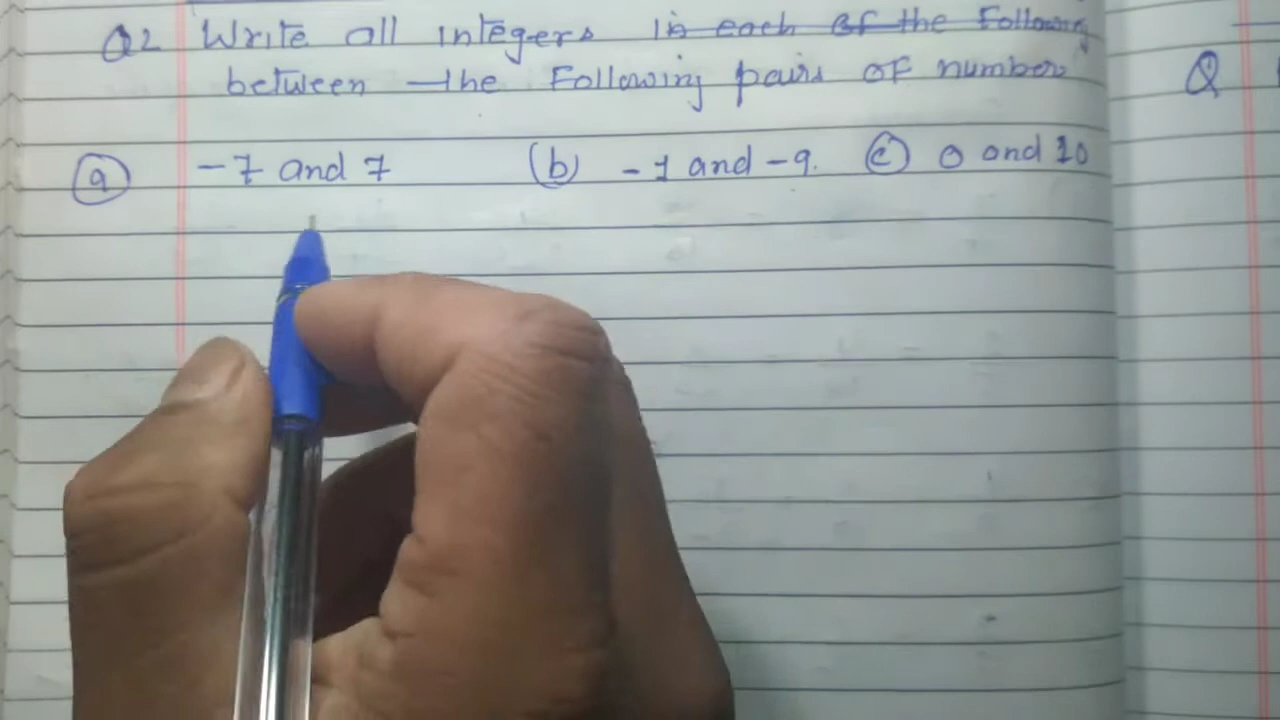 Q2 Write all integers in each of the Following
between the Following pairs of number
(a) -7 and 7 (b) -1 and -9. (c) 0 and 10
Q